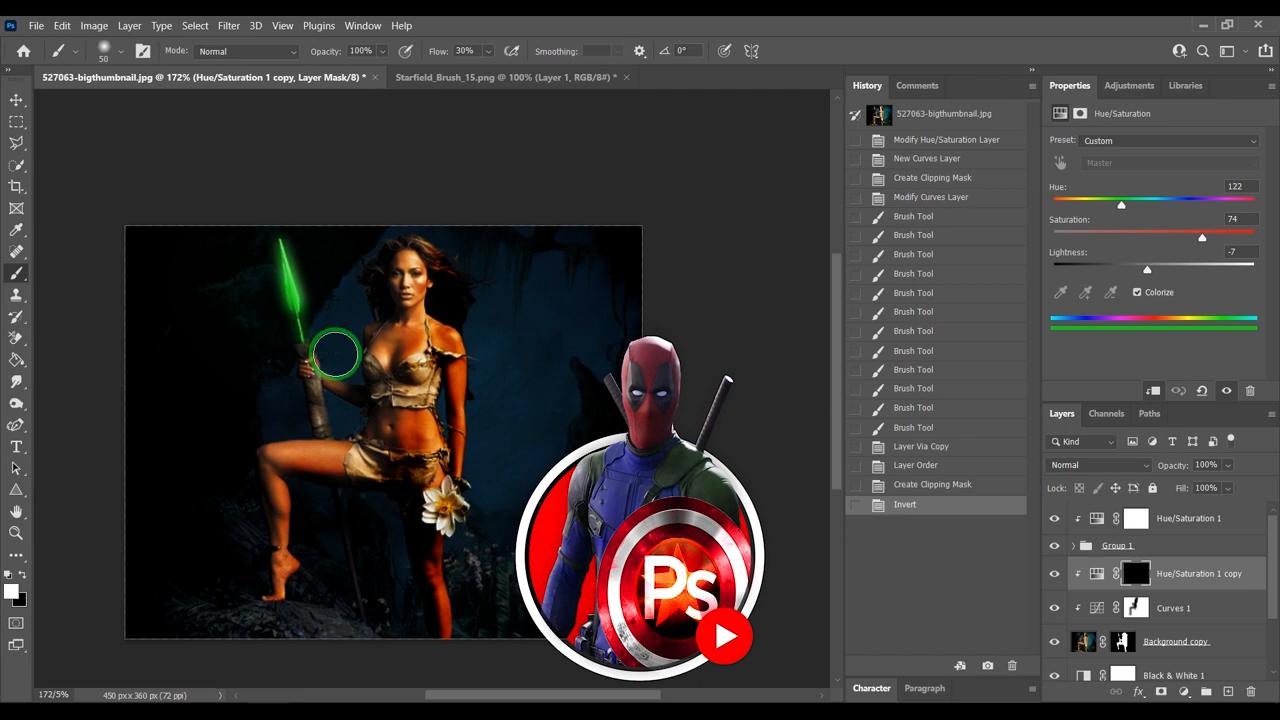 Ps File Edit Image Layer Type Select Filter 3D View Plugins Window Help
50 Mode: Normal Opacity: 100% Flow: 30% Smoothing: 0°
527063-bigthumbnail.jpg @ 172% (Hue/Saturation 1 copy, Layer Mask/8) * × Starfield_Brush_15.png @ 100% (Layer 1, RGB/8#) * ×
History Comments
527063-bigthumbnail.jpg
Modify Hue/Saturation Layer
New Curves Layer
Create Clipping Mask
Modify Curves Layer
Brush Tool
Brush Tool
Brush Tool
Brush Tool
Brush Tool
Brush Tool
Brush Tool
Brush Tool
Brush Tool
Brush Tool
Brush Tool
Brush Tool
Layer Via Copy
Layer Order
Create Clipping Mask
Invert
Character Paragraph
Properties Adjustments Libraries
Hue/Saturation
Preset: Custom
Master
Hue: 122
Saturation: 74
Lightness: -7
Colorize
Layers Channels Paths
Kind
Normal Opacity: 100%
Lock: Fill: 100%
Hue/Saturation 1
Group 1
Hue/Saturation 1 copy
Curves 1
Background copy
Black & White 1
Ps
172/5% 450 px x 360 px (72 ppi)